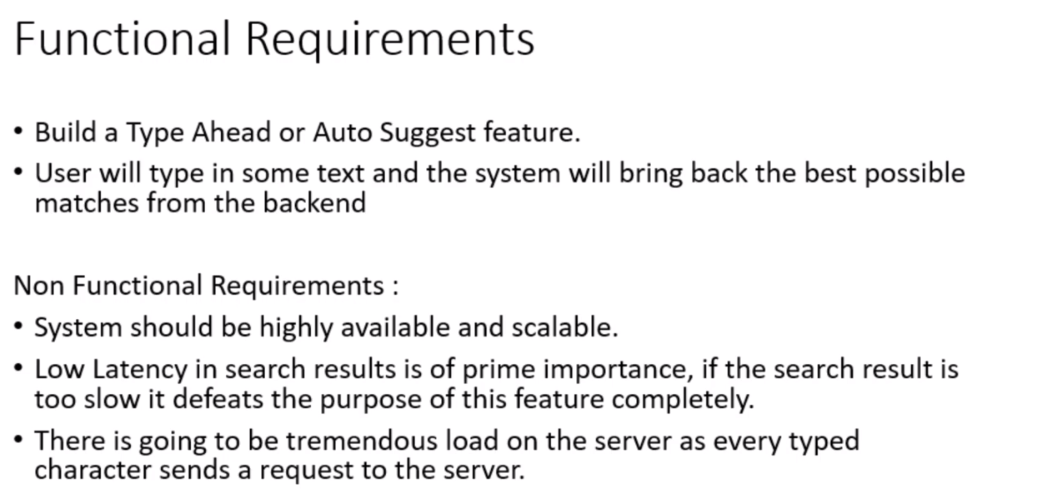 Functional Requirements
• Build a Type Ahead or Auto Suggest feature.
• User will type in some text and the system will bring back the best possible
matches from the backend
Non Functional Requirements :
• System should be highly available and scalable.
• Low Latency in search results is of prime importance, if the search result is
too slow it defeats the purpose of this feature completely.
• There is going to be tremendous load on the server as every typed
character sends a request to the server.